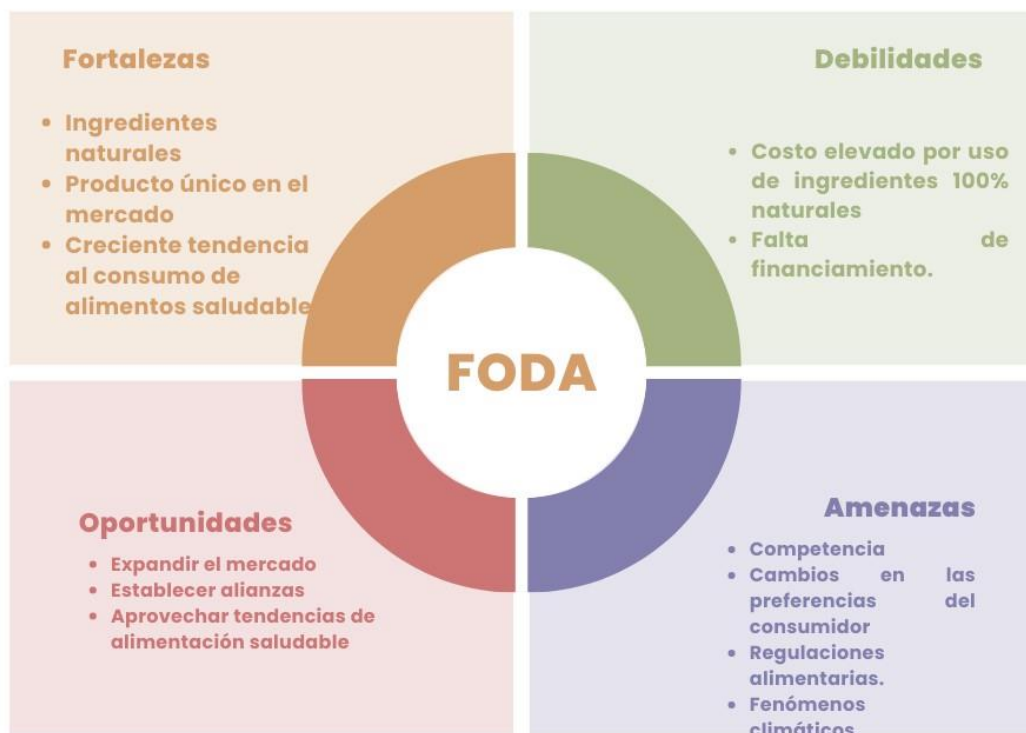 Fortalezas
• Ingredientes
naturales
• Producto único en el
mercado
• Creciente tendencia
al consumo de
alimentos saludable
Debilidades
• Costo elevado por uso
de ingredientes 100%
naturales
• Falta de
financiamiento.
FODA
Oportunidades
• Expandir el mercado
• Establecer alianzas
• Aprovechar tendencias de
alimentación saludable
Amenazas
• Competencia
• Cambios en las
preferencias del
consumidor
• Regulaciones
alimentarias.
• Fenómenos
climáticos